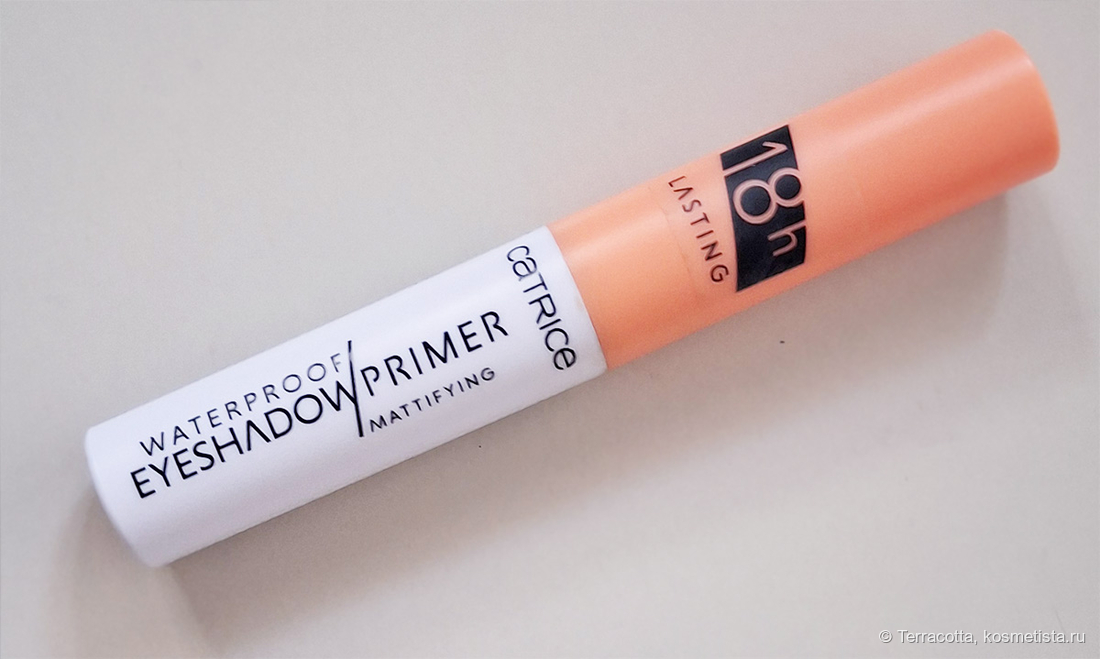 WATERPROOF
EYESHADOW/PRIMER
MATTIFYING
CATRICE
18h
LASTING
© Terracotta, kosmetista.ru